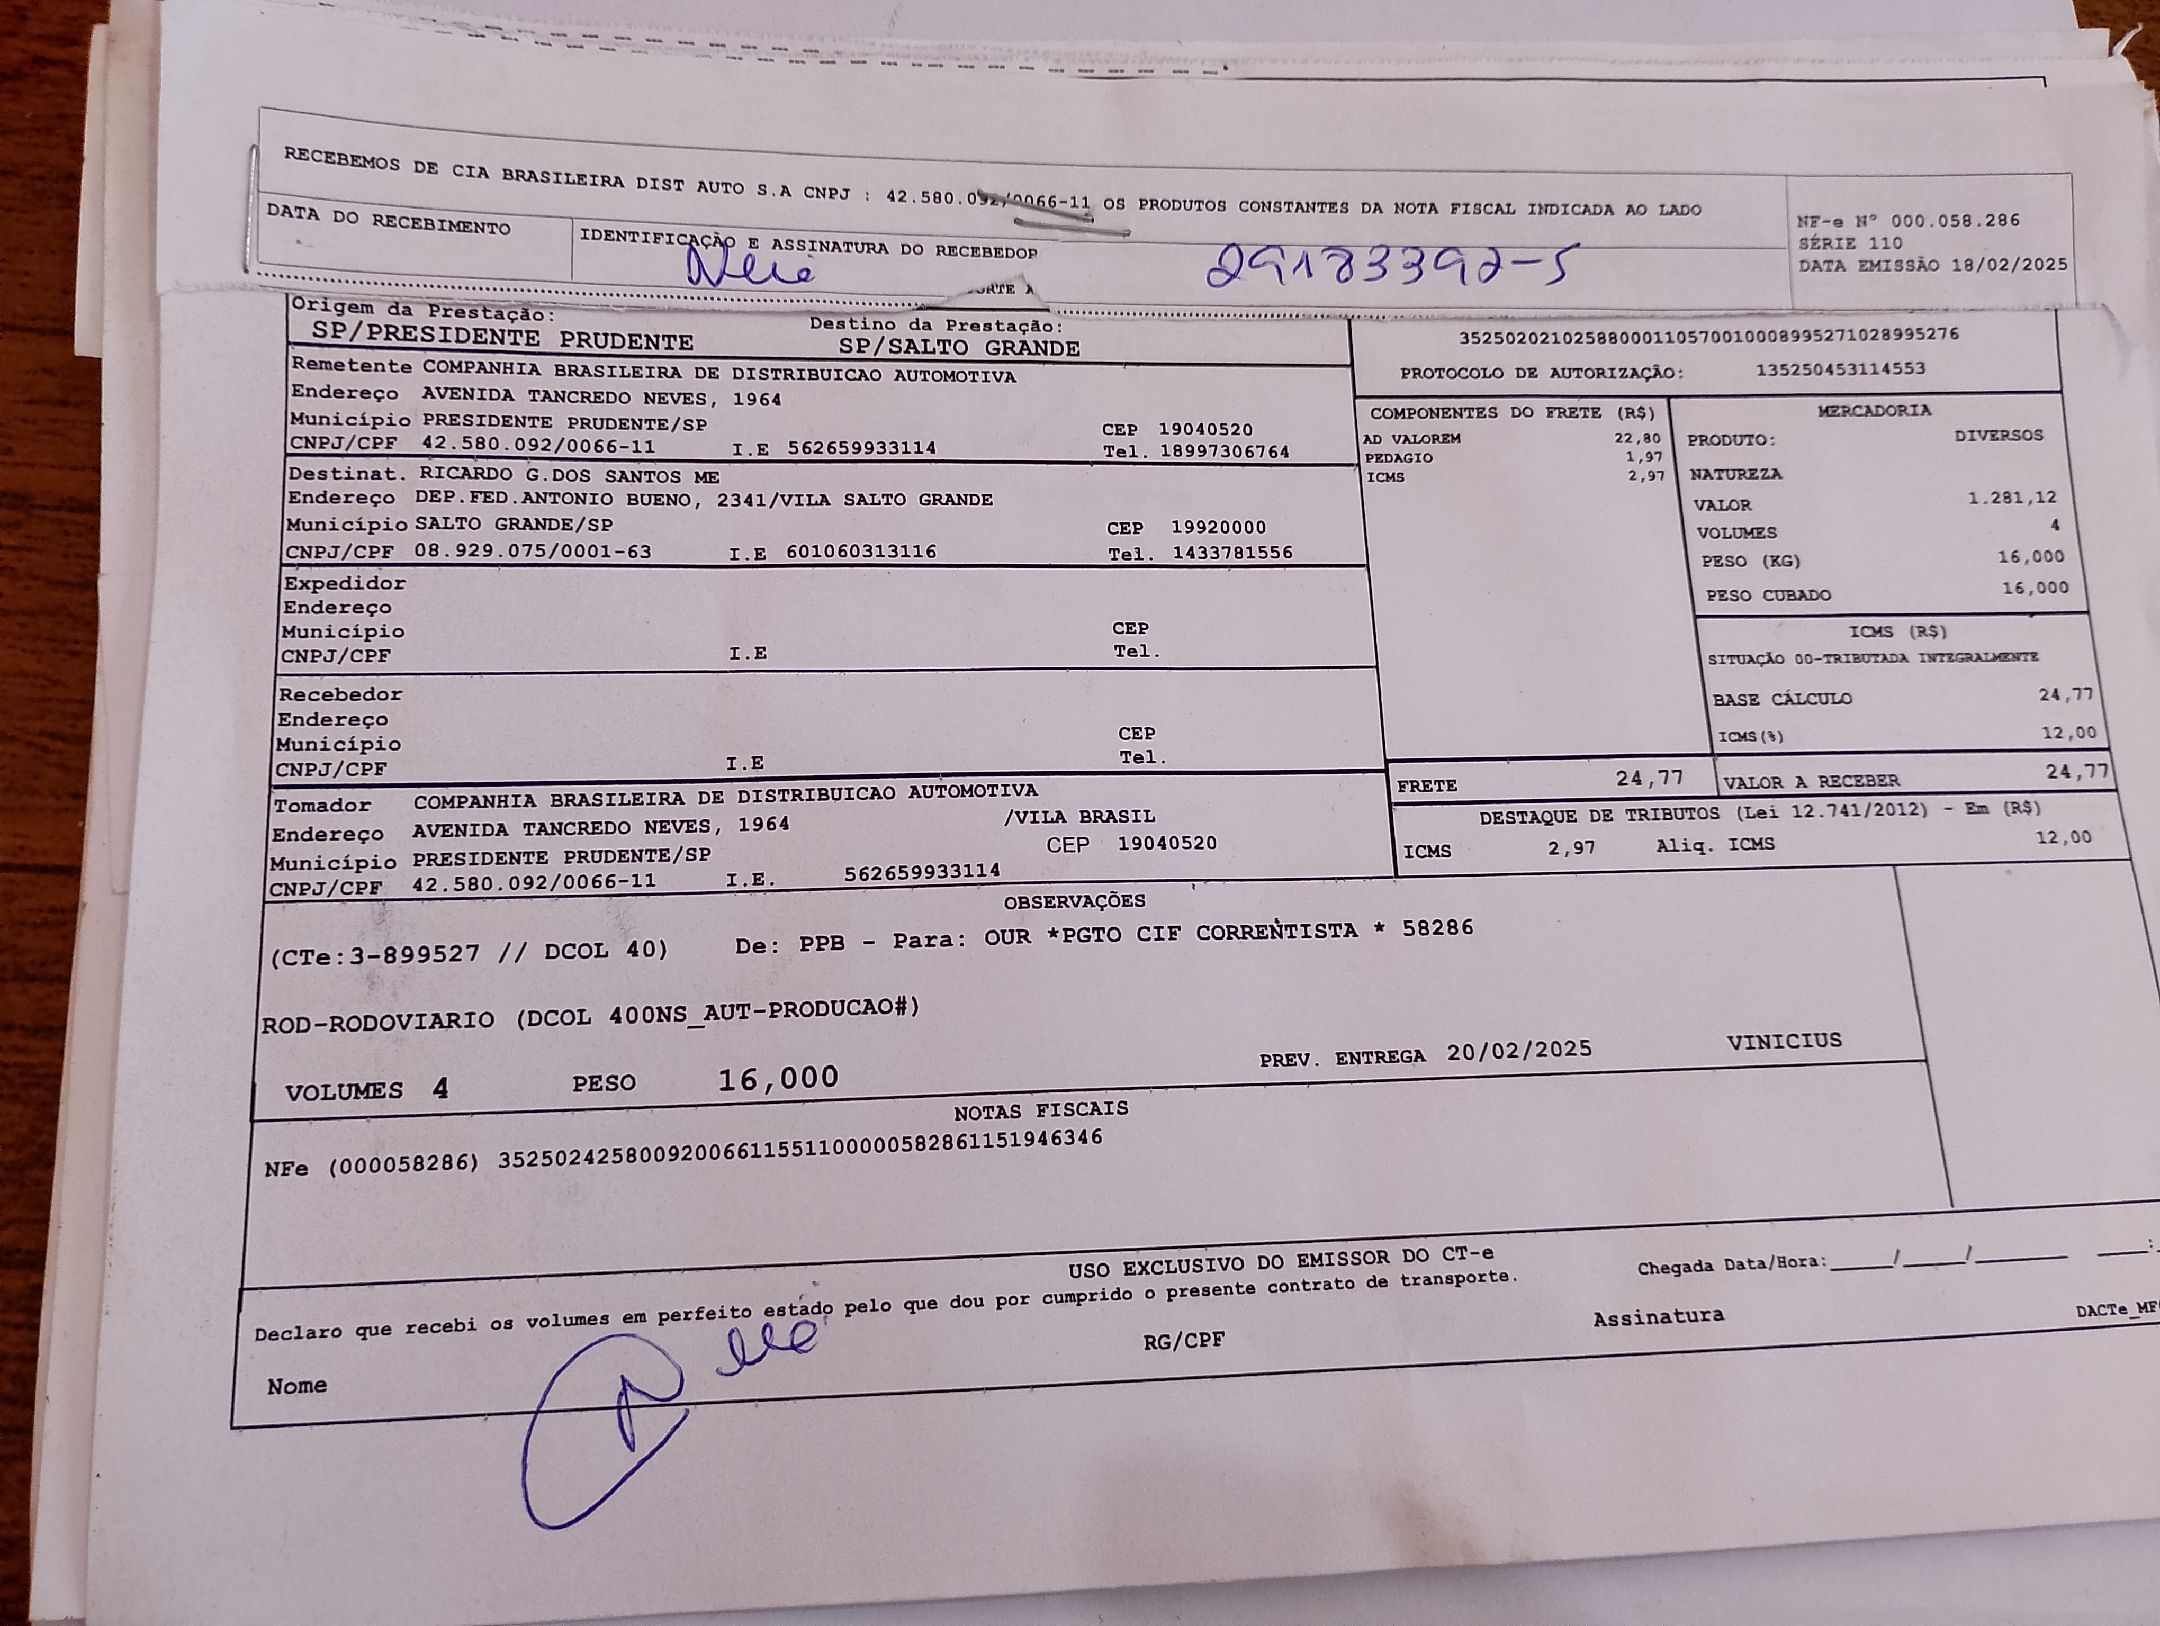 RECEBEMOS DE CIA BRASILEIRA DIST AUTO S.A CNPJ : 42.580.092/0066-11 OS PRODUTOS CONSTANTES DA NOTA FISCAL INDICADA AO LADO
NF-e Nº 000.058.286
SÉRIE 110
DATA EMISSÃO 18/02/2025
DATA DO RECEBIMENTO
IDENTIFICAÇÃO E ASSINATURA DO RECEBEDOR
29183392-5
Origem da Prestação:
SP/PRESIDENTE PRUDENTE
Destino da Prestação:
SP/SALTO GRANDE
35250202102588000110570010008995271028995276
PROTOCOLO DE AUTORIZAÇÃO: 135250453114553
Remetente COMPANHIA BRASILEIRA DE DISTRIBUICAO AUTOMOTIVA
Endereço AVENIDA TANCREDO NEVES, 1964
Município PRESIDENTE PRUDENTE/SP CEP 19040520
CNPJ/CPF 42.580.092/0066-11 I.E 562659933114 Tel. 18997306764
Destinat. RICARDO G.DOS SANTOS ME
Endereço DEP.FED.ANTONIO BUENO, 2341/VILA SALTO GRANDE
Município SALTO GRANDE/SP CEP 19920000
CNPJ/CPF 08.929.075/0001-63 I.E 601060313116 Tel. 1433781556
Expedidor
Endereço
Município CEP
CNPJ/CPF I.E Tel.
Recebedor
Endereço
Município CEP
CNPJ/CPF I.E Tel.
Tomador COMPANHIA BRASILEIRA DE DISTRIBUICAO AUTOMOTIVA
Endereço AVENIDA TANCREDO NEVES, 1964 /VILA BRASIL
Município PRESIDENTE PRUDENTE/SP CEP 19040520
CNPJ/CPF 42.580.092/0066-11 I.E. 562659933114
COMPONENTES DO FRETE (R$)
AD VALOREM 22,80
PEDAGIO 1,97
ICMS 2,97
MERCADORIA
PRODUTO: DIVERSOS
NATUREZA
VALOR 1.281,12
VOLUMES 4
PESO (KG) 16,000
PESO CUBADO 16,000
ICMS (R$)
SITUAÇÃO 00-TRIBUTADA INTEGRALMENTE
BASE CÁLCULO 24,77
ICMS(%) 12,00
FRETE 24,77 VALOR A RECEBER 24,77
DESTAQUE DE TRIBUTOS (Lei 12.741/2012) - Em (R$)
ICMS 2,97 Aliq. ICMS 12,00
OBSERVAÇÕES
(CTe:3-899527 // DCOL 40) De: PPB - Para: OUR *PGTO CIF CORRENTISTA * 58286
ROD-RODOVIARIO (DCOL 400NS_AUT-PRODUCAO#)
VOLUMES 4 PESO 16,000 PREV. ENTREGA 20/02/2025 VINICIUS
NOTAS FISCAIS
NFe (000058286) 35250242580092006611551100000582861151946346
USO EXCLUSIVO DO EMISSOR DO CT-e
Declaro que recebi os volumes em perfeito estado pelo que dou por cumprido o presente contrato de transporte.
Chegada Data/Hora:____/____/______ ___:
Nome
RG/CPF
Assinatura